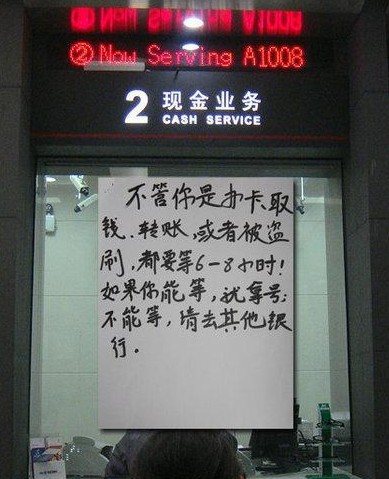 ② Now Serving A1008
2 现金业务
CASH SERVICE
不管你是办卡、取
钱、转账,或者被盗
刷,都要等6-8小时!
如果你能等,就拿号;
不能等,请去其他银
行。